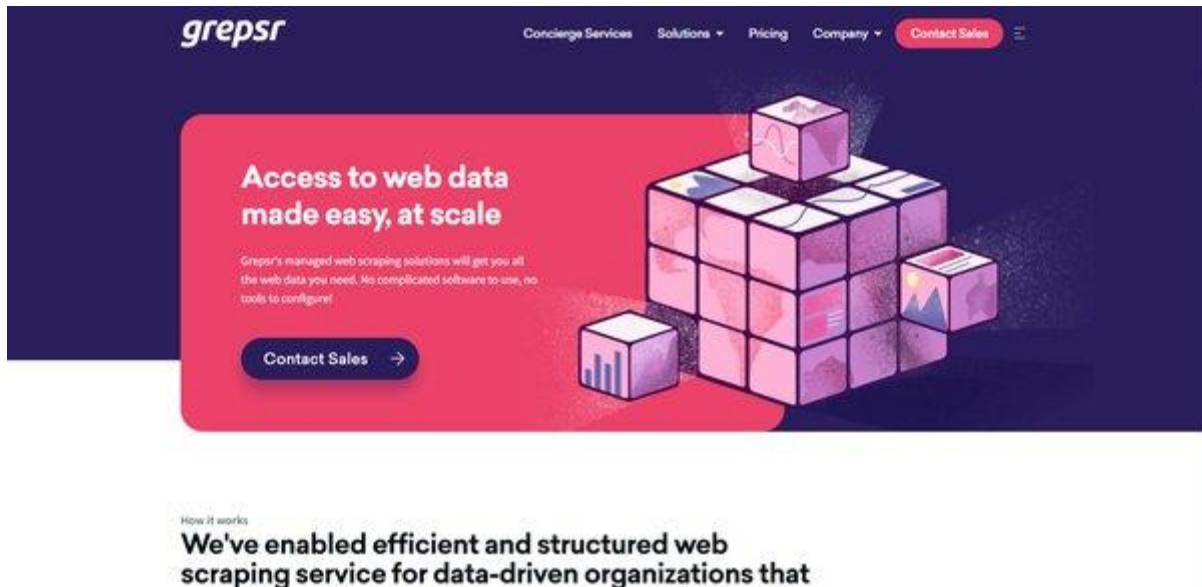 grepsr
Concierge Services Solutions Pricing Company Contact Sales
Access to web data
made easy, at scale
Grepsr's managed web scraping solutions will get you all
the web data you need. No complicated software to use, no
tools to configure!
Contact Sales
How it works
We've enabled efficient and structured web
scraping service for data-driven organizations that